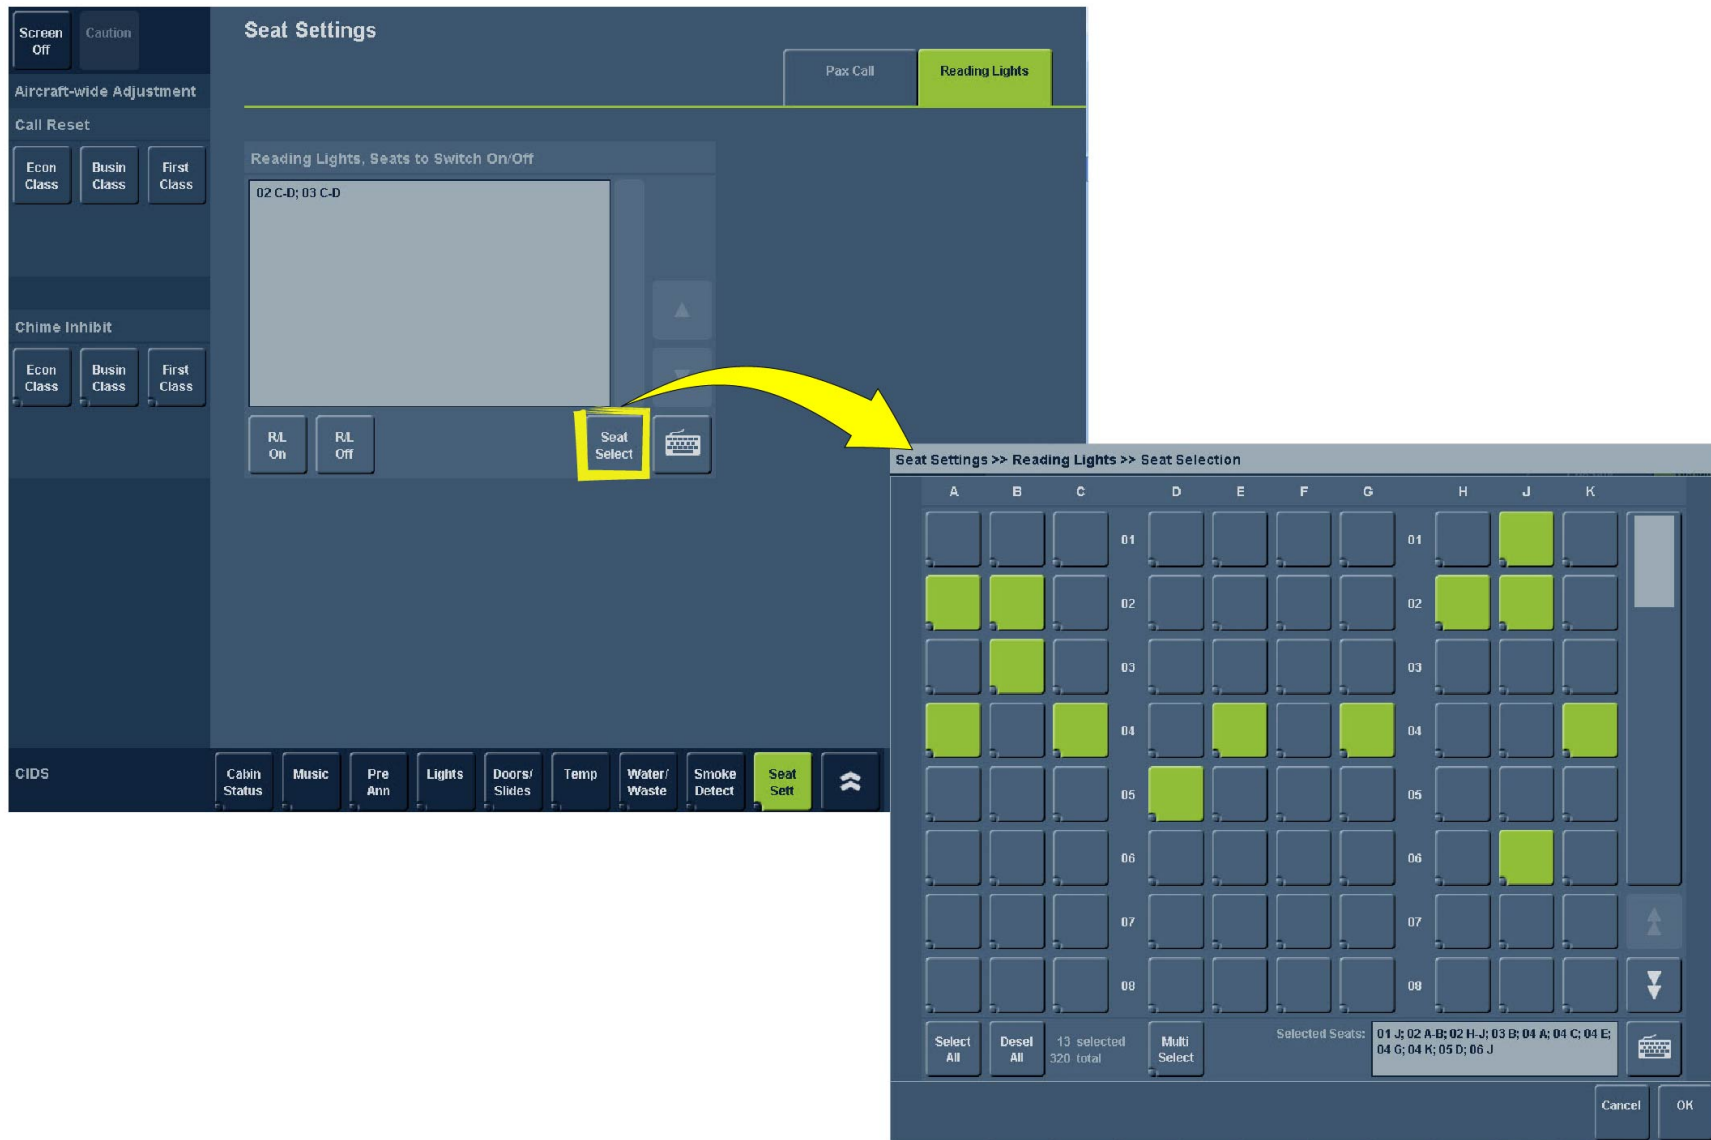 Screen
Off
Caution
Seat Settings
Pax Call
Reading Lights
Aircraft-wide Adjustment
Call Reset
Econ
Class
Busin
Class
First
Class
Reading Lights, Seats to Switch On/Off
02 C-D; 03 C-D
Chime Inhibit
Econ
Class
Busin
Class
First
Class
R/L
On
R/L
Off
Seat
Select
CIDS
Cabin
Status
Music
Pre
Ann
Lights
Doors/
Slides
Temp
Water/
Waste
Smoke
Detect
Seat
Sett
Seat Settings >> Reading Lights >> Seat Selection
A B C D E F G H J K
01 01
02 02
03 03
04 04
05 05
06 06
07 07
08 08
Select
All
Desel
All
13 selected
320 total
Multi
Select
Selected Seats:
01 J; 02 A-B; 02 H-J; 03 B; 04 A; 04 C; 04 E;
04 G; 04 K; 05 D; 06 J
Cancel
OK